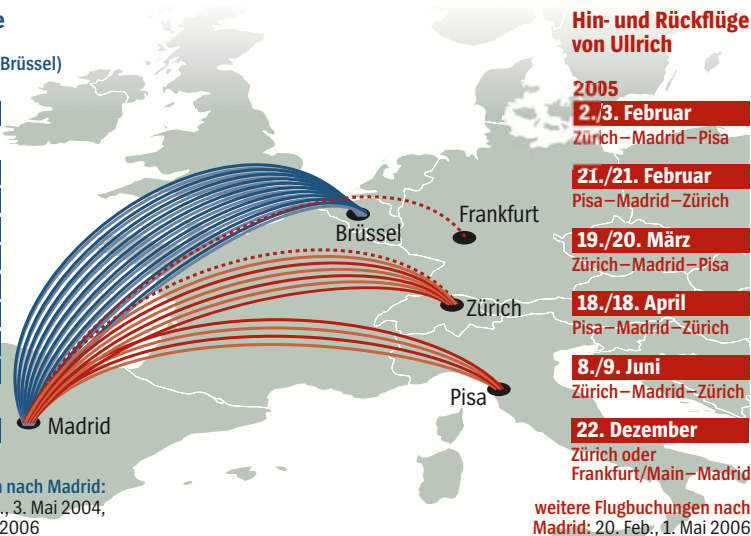 e
Brüssel)
Hin- und Rückflüge
von Ullrich
2005
2./3. Februar
Zürich–Madrid–Pisa
21./21. Februar
Pisa–Madrid–Zürich
19./20. März
Zürich–Madrid–Pisa
18./18. April
Pisa–Madrid–Zürich
8./9. Juni
Zürich–Madrid–Zürich
22. Dezember
Zürich oder
Frankfurt/Main–Madrid
weitere Flugbuchungen nach
Madrid: 20. Feb., 1. Mai 2006
Brüssel
Frankfurt
Zürich
Pisa
Madrid
nach Madrid:
., 3. Mai 2004,
2006